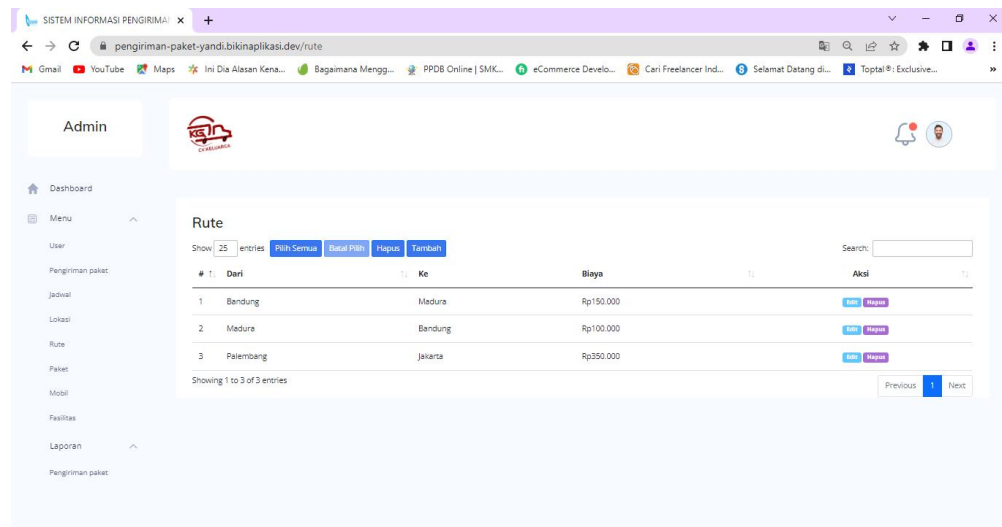 SISTEM INFORMASI PENGIRIMAN
pengiriman-paket-yandi.bikinaplikasi.dev/rute
Gmail YouTube Maps Ini Dia Alasan Kena... Bagaimana Mengg... PPDB Online | SMK... eCommerce Develo... Cari Freelancer Ind... Selamat Datang di... Toptal®: Exclusive... »
Admin
KG
CV KELUARGA
Dashboard
Menu
User
Pengiriman paket
Jadwal
Lokasi
Rute
Paket
Mobil
Fasilitas
Laporan
Pengiriman paket
Rute
Show 25 entries Pilih Semua Batal Pilih Hapus Tambah Search:
# Dari Ke Biaya Aksi
1 Bandung Madura Rp150.000 Edit Hapus
2 Madura Bandung Rp100.000 Edit Hapus
3 Palembang Jakarta Rp350.000 Edit Hapus
Showing 1 to 3 of 3 entries
Previous 1 Next